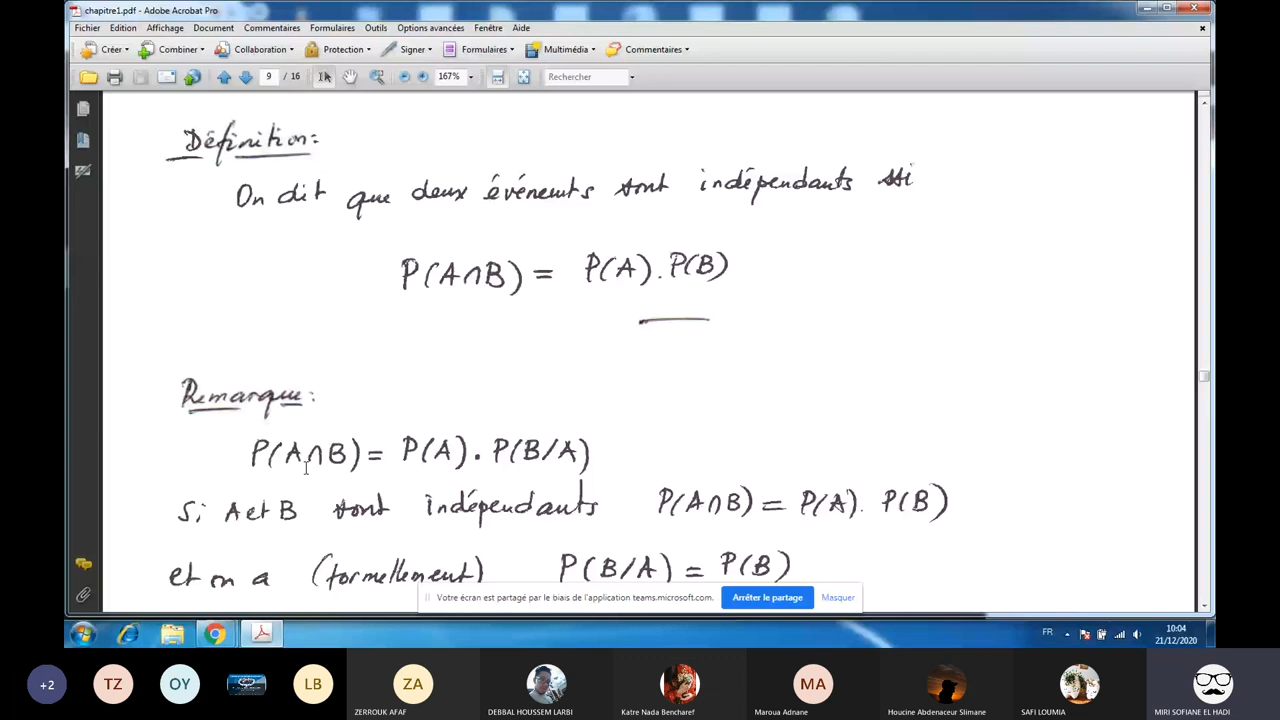 chapitre1.pdf - Adobe Acrobat Pro
Fichier Edition Affichage Document Commentaires Formulaires Outils Options avancées Fenêtre Aide
Créer Combiner Collaboration Protection Signer Formulaires Multimédia Commentaires
9 / 16 167% Rechercher
Définition:
On dit que deux événemts sont indépendants ssi
P(A∩B) = P(A). P(B)
Remarque:
P(A∩B) = P(A) . P(B/A)
Si A et B sont indépendants P(A∩B) = P(A). P(B)
et on a (formellement) P(B/A) = P(B)
Votre écran est partagé par le biais de l'application teams.microsoft.com. Arrêter le partage Masquer
FR 10:04
21/12/2020
+2 TZ OY LB ZA MA
ZERROUK AFAF DEBBAL HOUSSEM LARBI Katre Nada Bencharef Maroua Adnane Houcine Abdenaceur Slimane SAFI LOUMIA MIRI SOFIANE EL HADI